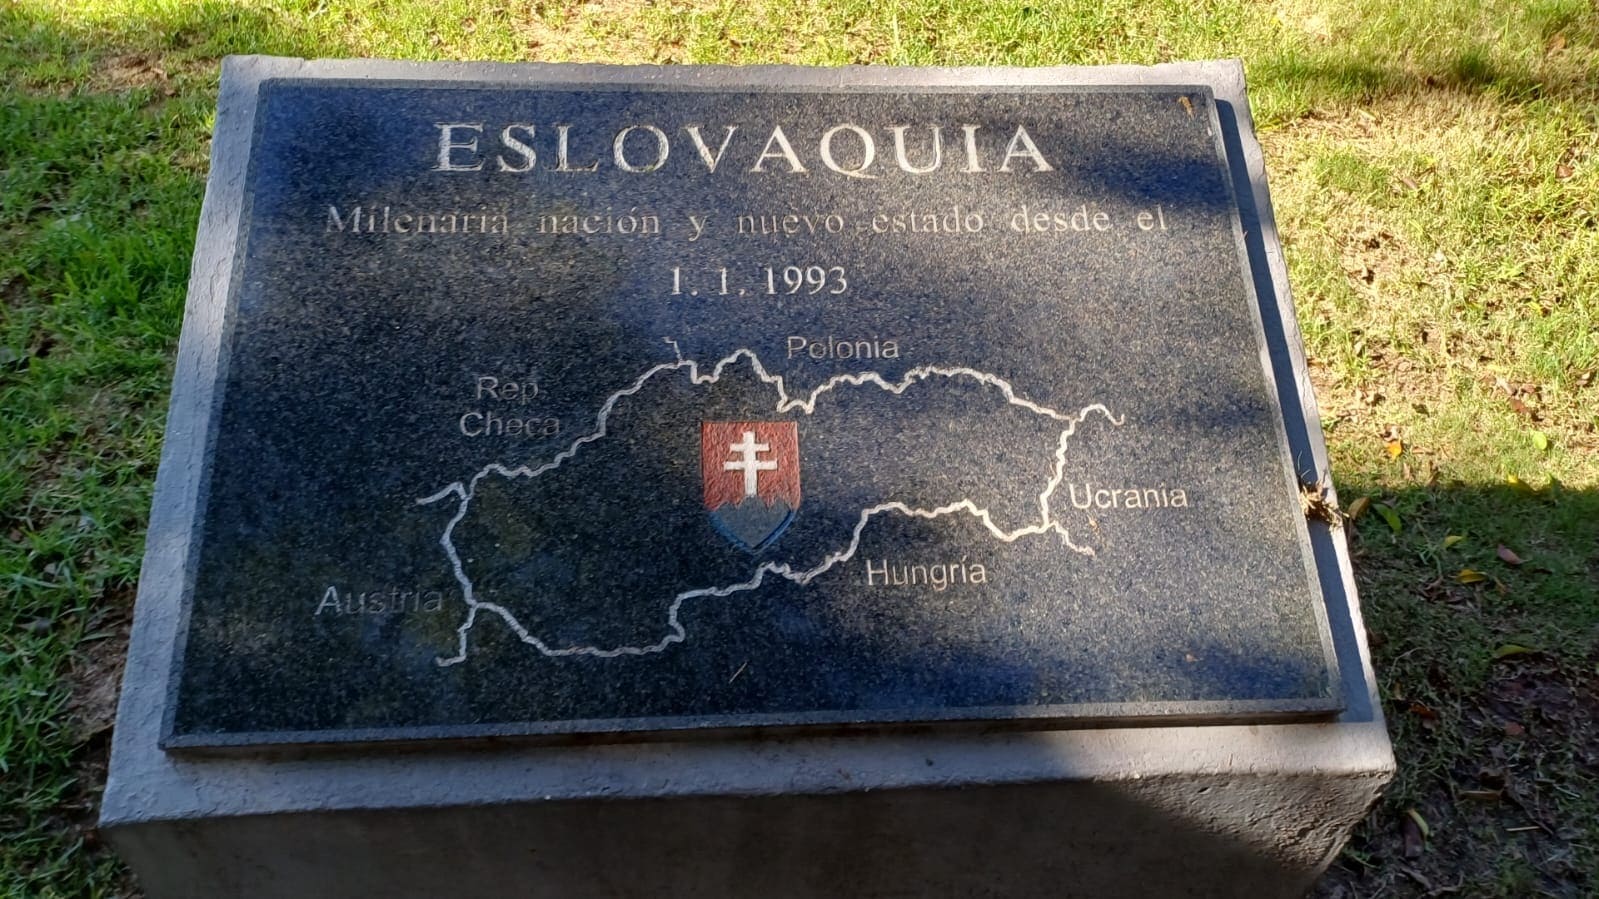 ESLOVAQUIA
Milenaria nación y nuevo estado desde el
1. 1. 1993
Polonia
Rep
Checa
Ucrania
Hungría
Austria